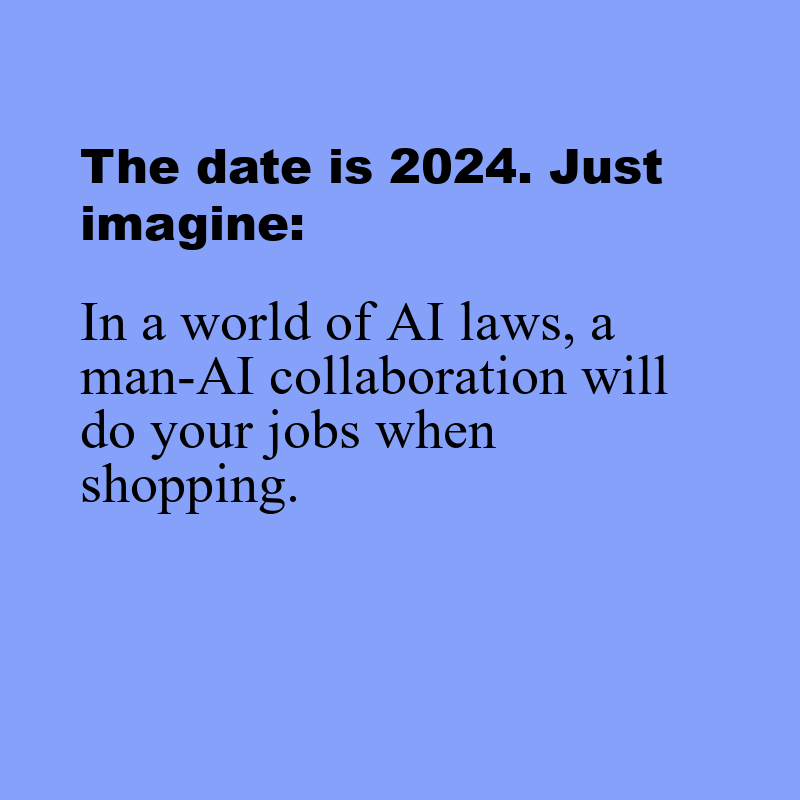 The date is 2024. Just
imagine:
In a world of AI laws, a
man-AI collaboration will
do your jobs when
shopping.